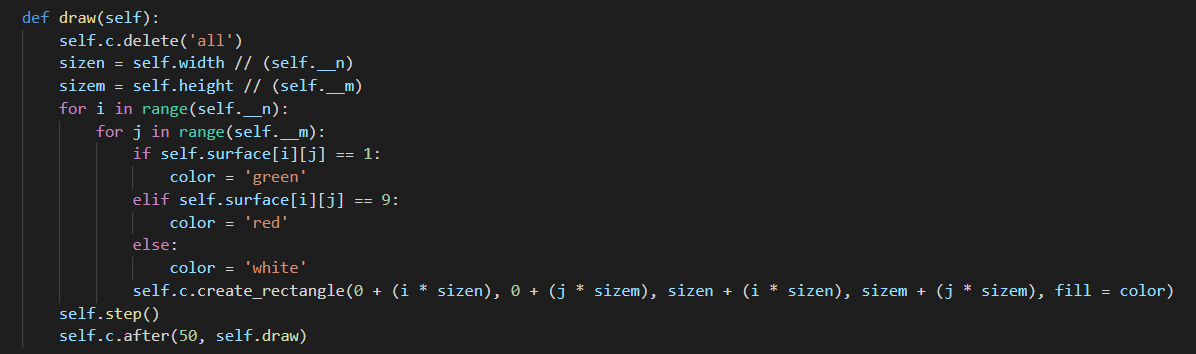 def draw(self):
    self.c.delete('all')
    sizen = self.width // (self.__n)
    sizem = self.height // (self.__m)
    for i in range(self.__n):
        for j in range(self.__m):
            if self.surface[i][j] == 1:
                color = 'green'
            elif self.surface[i][j] == 9:
                color = 'red'
            else:
                color = 'white'
            self.c.create_rectangle(0 + (i * sizen), 0 + (j * sizem), sizen + (i * sizen), sizem + (j * sizem), fill = color)
    self.step()
    self.c.after(50, self.draw)